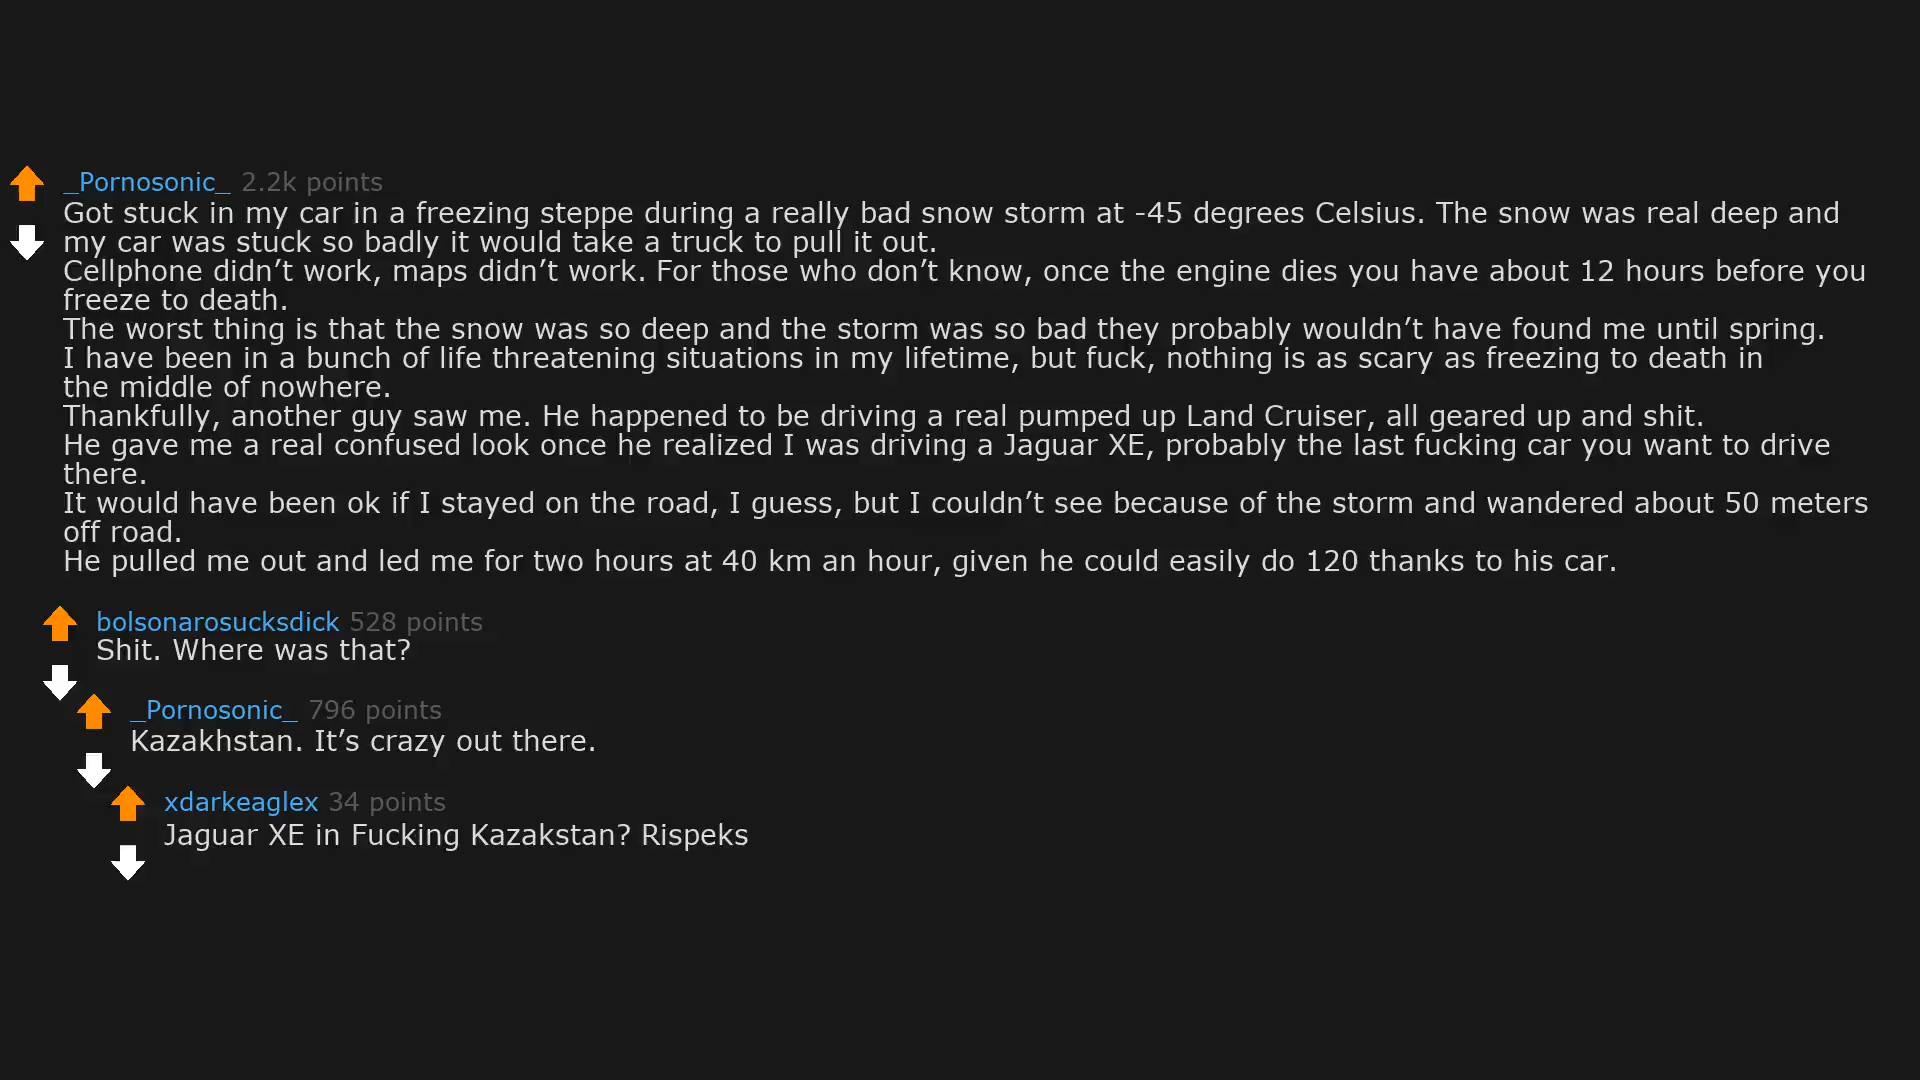 _Pornosonic_ 2.2k points
Got stuck in my car in a freezing steppe during a really bad snow storm at -45 degrees Celsius. The snow was real deep and
my car was stuck so badly it would take a truck to pull it out.
Cellphone didn’t work, maps didn’t work. For those who don’t know, once the engine dies you have about 12 hours before you
freeze to death.
The worst thing is that the snow was so deep and the storm was so bad they probably wouldn’t have found me until spring.
I have been in a bunch of life threatening situations in my lifetime, but fuck, nothing is as scary as freezing to death in
the middle of nowhere.
Thankfully, another guy saw me. He happened to be driving a real pumped up Land Cruiser, all geared up and shit.
He gave me a real confused look once he realized I was driving a Jaguar XE, probably the last fucking car you want to drive
there.
It would have been ok if I stayed on the road, I guess, but I couldn’t see because of the storm and wandered about 50 meters
off road.
He pulled me out and led me for two hours at 40 km an hour, given he could easily do 120 thanks to his car.
bolsonarosucksdick 528 points
Shit. Where was that?
_Pornosonic_ 796 points
Kazakhstan. It’s crazy out there.
xdarkeaglex 34 points
Jaguar XE in Fucking Kazakstan? Rispeks